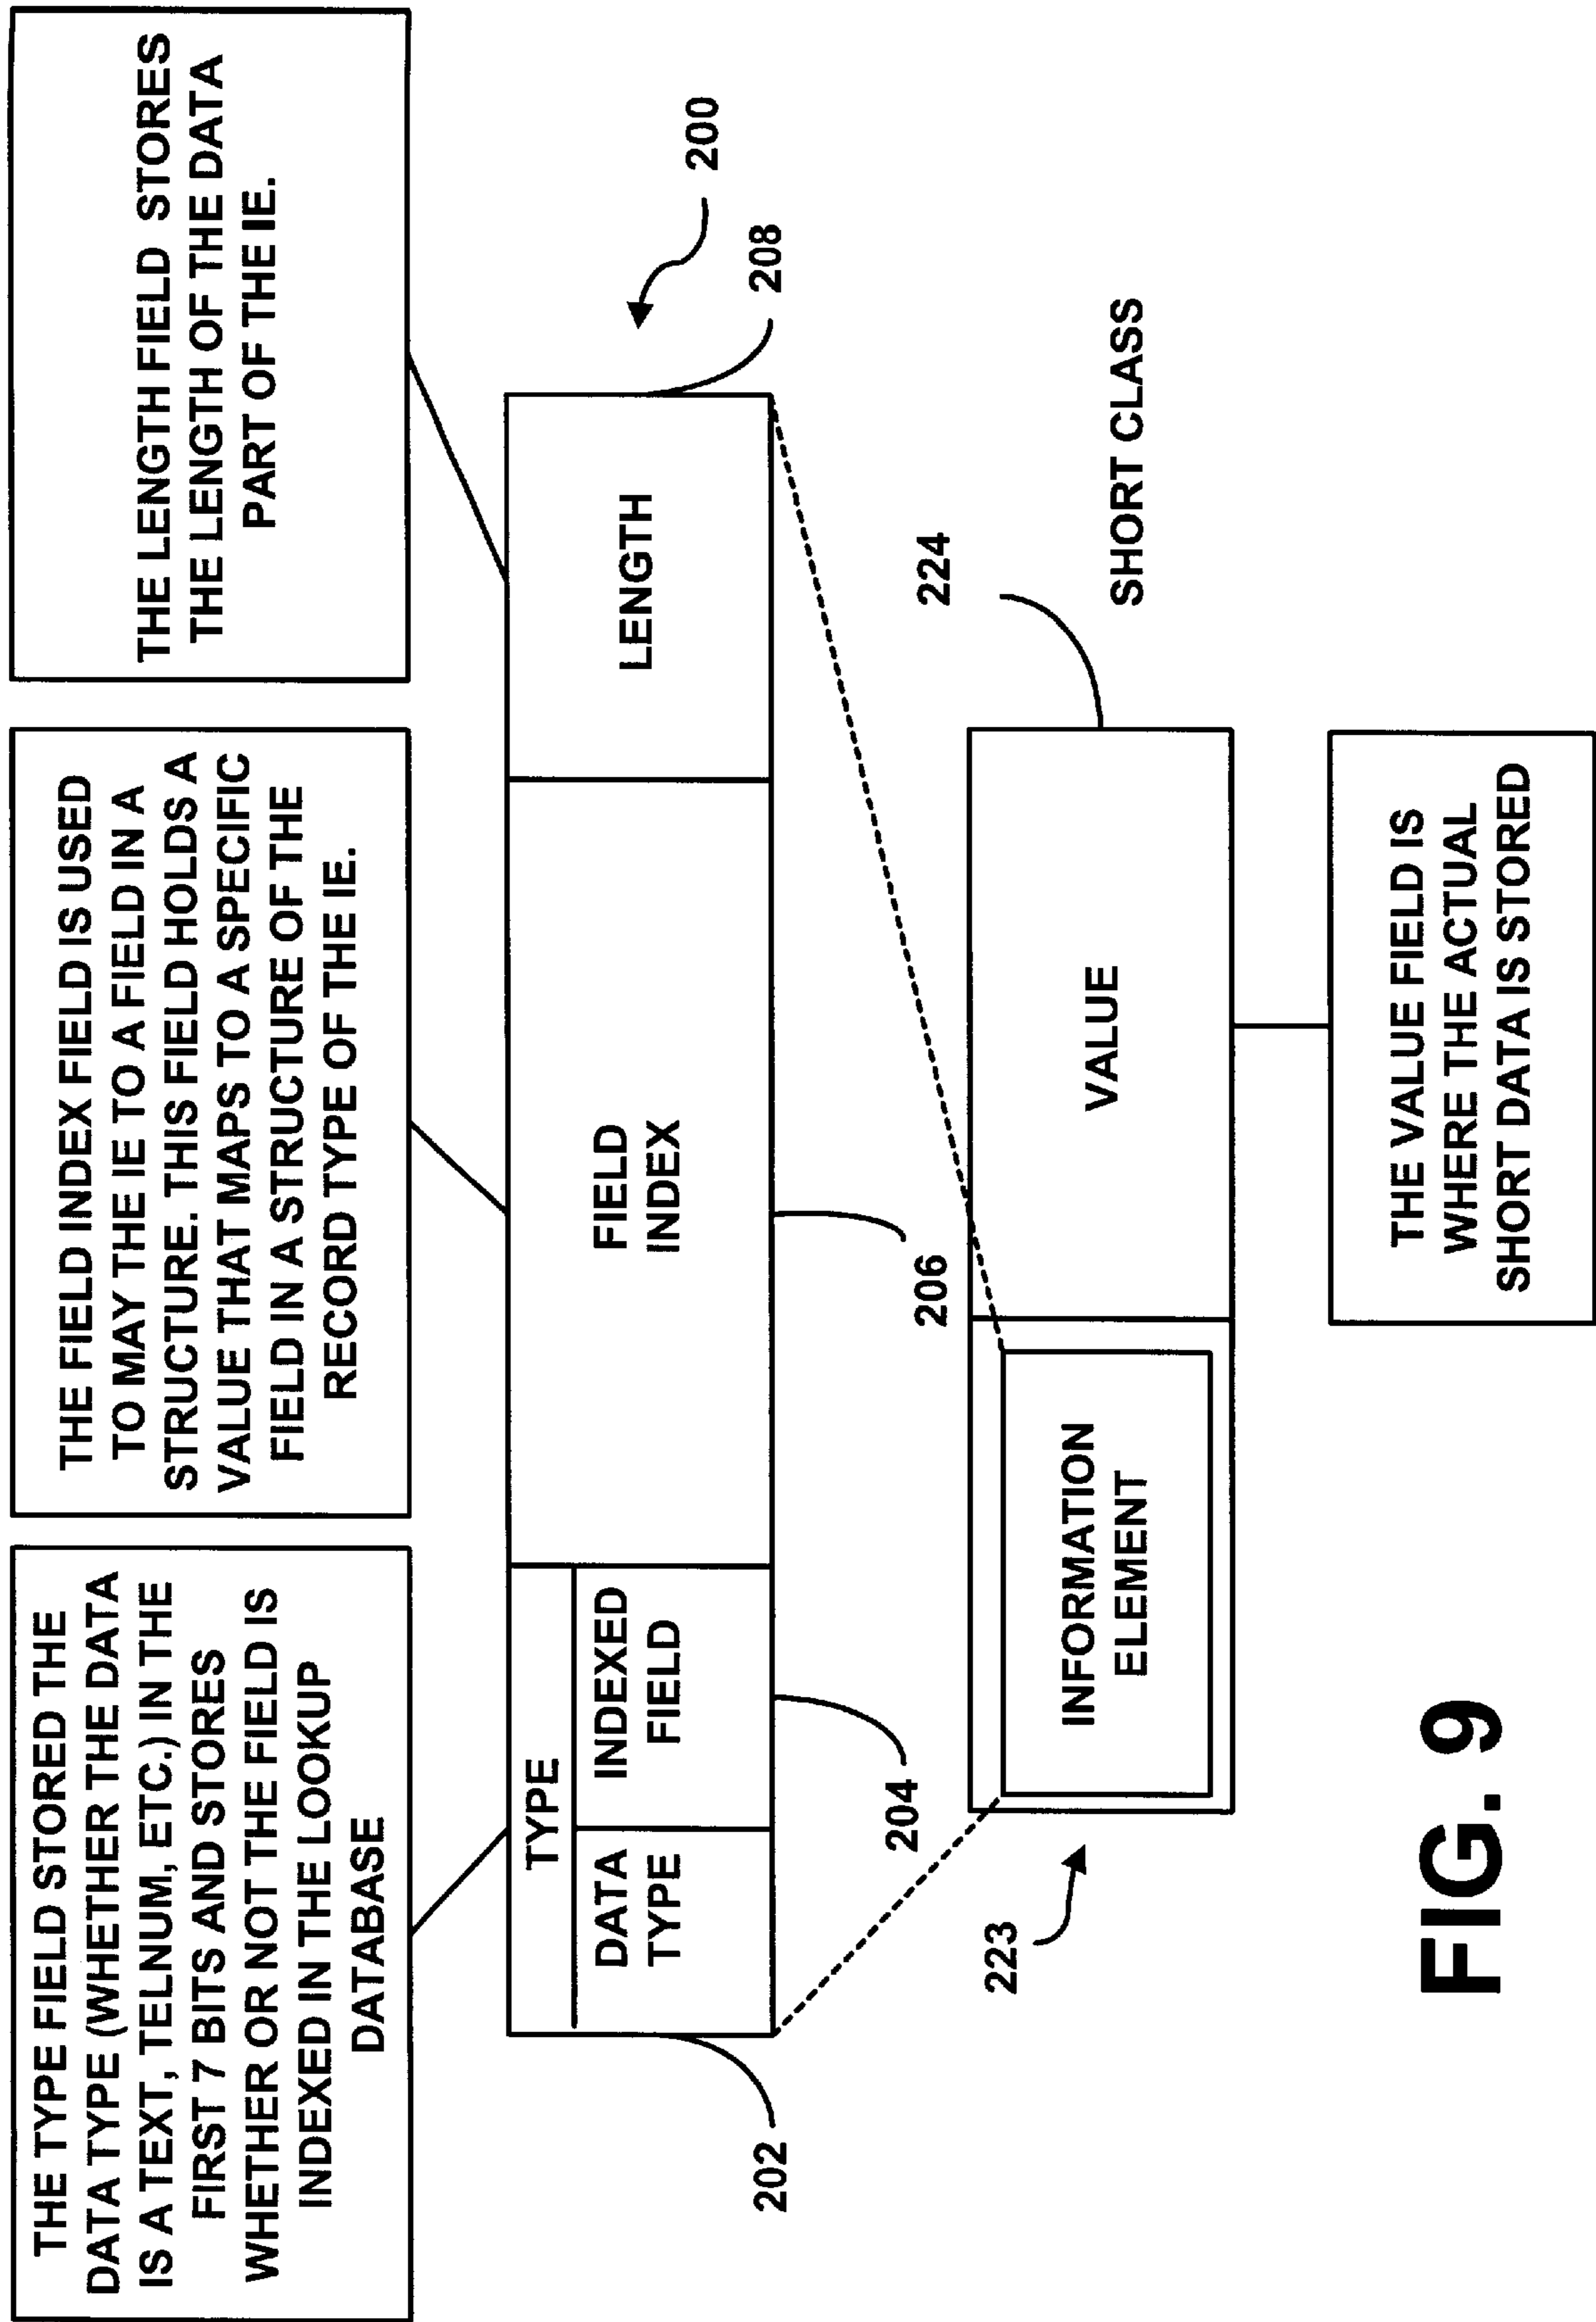 THE TYPE FIELD STORED THE
DATA TYPE (WHETHER THE DATA
IS A TEXT, TELNUM, ETC.) IN THE
FIRST 7 BITS AND STORES
WHETHER OR NOT THE FIELD IS
INDEXED IN THE LOOKUP
DATABASE
THE FIELD INDEX FIELD IS USED
TO MAY THE IE TO A FIELD IN A
STRUCTURE. THIS FIELD HOLDS A
VALUE THAT MAPS TO A SPECIFIC
FIELD IN A STRUCTURE OF THE
RECORD TYPE OF THE IE.
THE LENGTH FIELD STORES
THE LENGTH OF THE DATA
PART OF THE IE.
TYPE
DATA
TYPE
INDEXED
FIELD
FIELD
INDEX
LENGTH
200
202
204
206
208
223
INFORMATION
ELEMENT
VALUE
224
SHORT CLASS
THE VALUE FIELD IS
WHERE THE ACTUAL
SHORT DATA IS STORED
FIG. 9